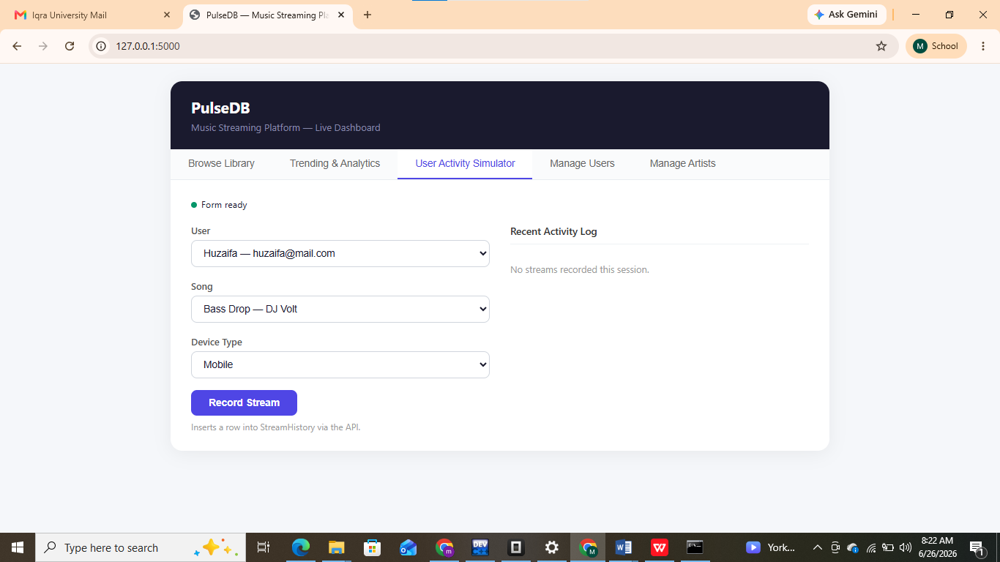 Iqra University Mail
PulseDB — Music Streaming Pla
Ask Gemini
127.0.0.1:5000
M School
PulseDB
Music Streaming Platform — Live Dashboard
Browse Library
Trending & Analytics
User Activity Simulator
Manage Users
Manage Artists
Form ready
User
Huzaifa — huzaifa@mail.com
Song
Bass Drop — DJ Volt
Device Type
Mobile
Record Stream
Inserts a row into StreamHistory via the API.
Recent Activity Log
No streams recorded this session.
Type here to search
m
DEV
M
W
W
York...
8:22 AM
6/26/2026
1